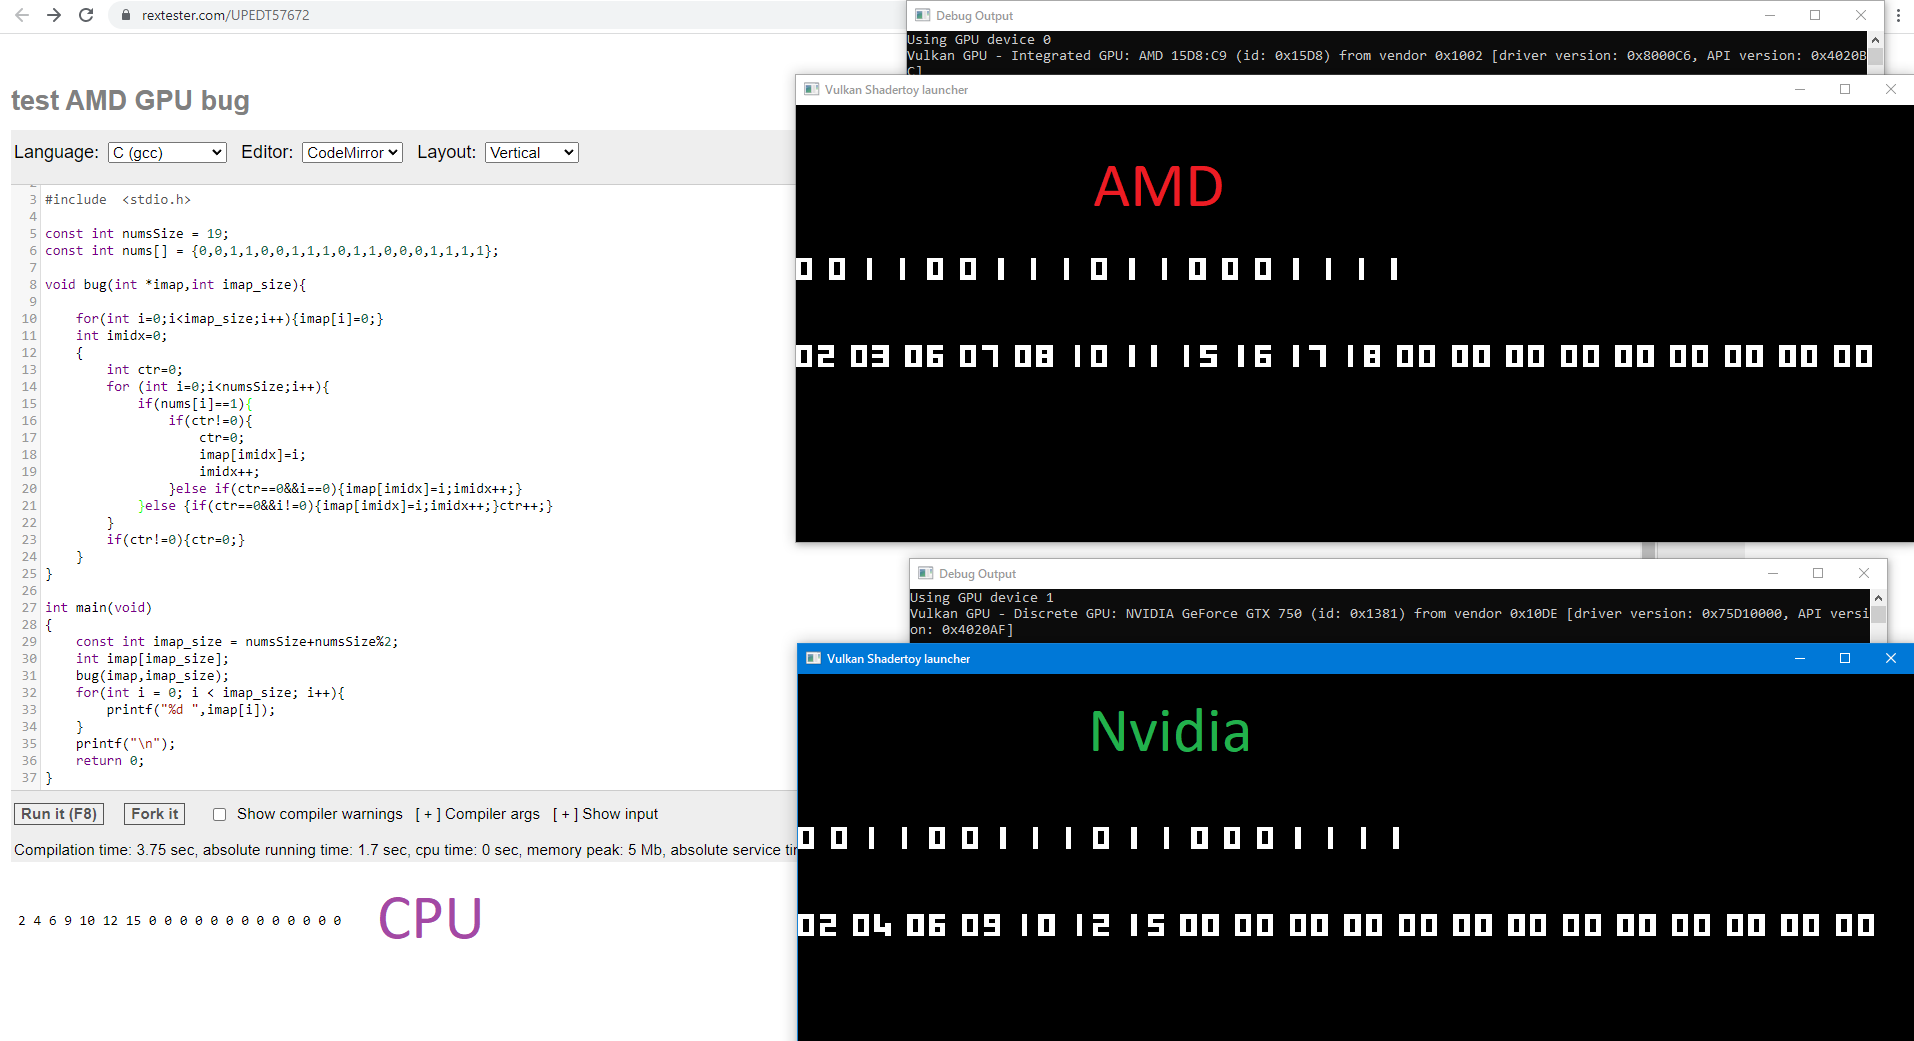 rextester.com/UPEDT57672
test AMD GPU bug
Language: C (gcc) Editor: CodeMirror Layout: Vertical
3 #include  <stdio.h>
4
5 const int numsSize = 19;
6 const int nums[] = {0,0,1,1,0,0,1,1,1,0,1,1,0,0,0,1,1,1,1};
7
8 void bug(int *imap,int imap_size){
9
10     for(int i=0;i<imap_size;i++){imap[i]=0;}
11     int imidx=0;
12     {
13         int ctr=0;
14         for (int i=0;i<numsSize;i++){
15             if(nums[i]==1){
16                 if(ctr!=0){
17                     ctr=0;
18                     imap[imidx]=i;
19                     imidx++;
20                 }else if(ctr==0&&i==0){imap[imidx]=i;imidx++;}
21             }else {if(ctr==0&&i!=0){imap[imidx]=i;imidx++;}ctr++;}
22         }
23         if(ctr!=0){ctr=0;}
24     }
25 }
26
27 int main(void)
28 {
29     const int imap_size = numsSize+numsSize%2;
30     int imap[imap_size];
31     bug(imap,imap_size);
32     for(int i = 0; i < imap_size; i++){
33         printf("%d ",imap[i]);
34     }
35     printf("\n");
36     return 0;
37 }
Run it (F8) Fork it Show compiler warnings [ + ] Compiler args [ + ] Show input
Compilation time: 3.75 sec, absolute running time: 1.7 sec, cpu time: 0 sec, memory peak: 5 Mb, absolute service
2 4 6 9 10 12 15 0 0 0 0 0 0 0 0 0 0 0 0 0
CPU
Debug Output
Using GPU device 0
Vulkan GPU - Integrated GPU: AMD 15D8:C9 (id: 0x15D8) from vendor 0x1002 [driver version: 0x8000C6, API version: 0x4020B
C]
Vulkan Shadertoy launcher
AMD
0 0 1 1 0 0 1 1 1 0 1 1 0 0 0 1 1 1 1
02 03 06 07 08 10 11 15 16 17 18 00 00 00 00 00 00 00 00 00
Debug Output
Using GPU device 1
Vulkan GPU - Discrete GPU: NVIDIA GeForce GTX 750 (id: 0x1381) from vendor 0x10DE [driver version: 0x75D10000, API versi
on: 0x4020AF]
Vulkan Shadertoy launcher
Nvidia
0 0 1 1 0 0 1 1 1 0 1 1 0 0 0 1 1 1 1
02 04 06 09 10 12 15 00 00 00 00 00 00 00 00 00 00 00 00 00